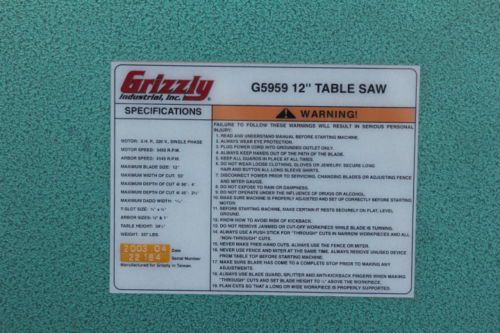 Grizzly
Industrial, Inc.
G5959 12" TABLE SAW
SPECIFICATIONS
MOTOR: 3 H.P., 220 V., SINGLE PHASE
MOTOR SPEED: 3450 R.P.M.
ARBOR SPEED: 4145 R.P.M.
MAXIMUM BLADE SIZE: 12"
MAXIMUM WIDTH OF CUT: 50"
MAXIMUM DEPTH OF CUT @ 90°: 4"
MAXIMUM DEPTH OF CUT @ 45°:
MAXIMUM DADO WIDTH:
T-SLOT SIZE:
ARBOR SIZES:
TABLE HEIGHT:
WEIGHT: LBS.
2003 04 Date
22184 Serial Number
Manufactured for Grizzly in Taiwan.
WARNING!
FAILURE TO FOLLOW THESE WARNINGS WILL RESULT IN SERIOUS PERSONAL
INJURY:
1. READ AND UNDERSTAND MANUAL BEFORE STARTING MACHINE.
2. ALWAYS WEAR EYE PROTECTION.
3. PLUG POWER CORD INTO GROUNDED OUTLET ONLY.
4. ALWAYS KEEP HANDS OUT OF THE PATH OF THE BLADE.
5. KEEP ALL GUARDS IN PLACE AT ALL TIMES.
6. DO NOT WEAR LOOSE CLOTHING, GLOVES OR JEWELRY; SECURE LONG
HAIR AND BUTTON ALL LONG SLEEVE SHIRTS.
7. DISCONNECT POWER PRIOR TO SERVICING, CHANGING BLADES OR ADJUSTING FENCE
AND MITER GAUGE.
8. DO NOT EXPOSE TO RAIN OR DAMPNESS.
9. DO NOT OPERATE UNDER THE INFLUENCE OF DRUGS OR ALCOHOL.
10. MAKE SURE MACHINE IS PROPERLY ADJUSTED AND SET UP CORRECTLY BEFORE STARTING
MOTOR.
11. BEFORE STARTING MACHINE, MAKE CERTAIN IT RESTS SECURELY ON FLAT, LEVEL
GROUND.
12. KNOW HOW TO AVOID RISK OF KICKBACK.
13. DO NOT REMOVE JAMMED OR CUT-OFF WORKPIECES WHILE BLADE IS TURNING.
14. ALWAYS USE A PUSH STICK FOR "THROUGH" CUTS IN NARROW WORKPIECES AND ALL
"NON-THROUGH" CUTS.
15. NEVER MAKE FREE-HAND CUTS. ALWAYS USE THE FENCE OR MITER.
16. NEVER USE FENCE AND MITER AT THE SAME TIME. ALWAYS REMOVE UNUSED DEVICE
FROM TABLE TOP BEFORE STARTING MACHINE.
17. MAKE SURE BLADE HAS COME TO A COMPLETE STOP PRIOR TO MAKING ANY
ADJUSTMENTS.
18. ALWAYS USE BLADE GUARD, SPLITTER AND ANTI-KICKBACK FINGERS WHEN MAKING
"THROUGH" CUTS AND SET BLADE HEIGHT TO ABOVE THE WORKPIECE.
19. PLAN CUTS SO THAT A LONG OR WIDE WORKPIECE IS PROPERLY SUPPORTED.